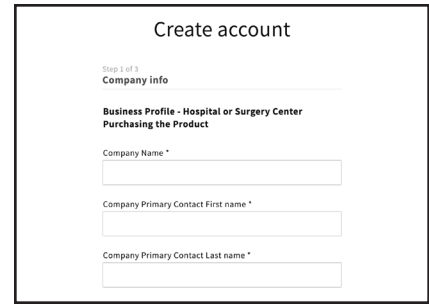 Create account
Step 1 of 3
Company info
Business Profile - Hospital or Surgery Center
Purchasing the Product
Company Name *
Company Primary Contact First name *
Company Primary Contact Last name *